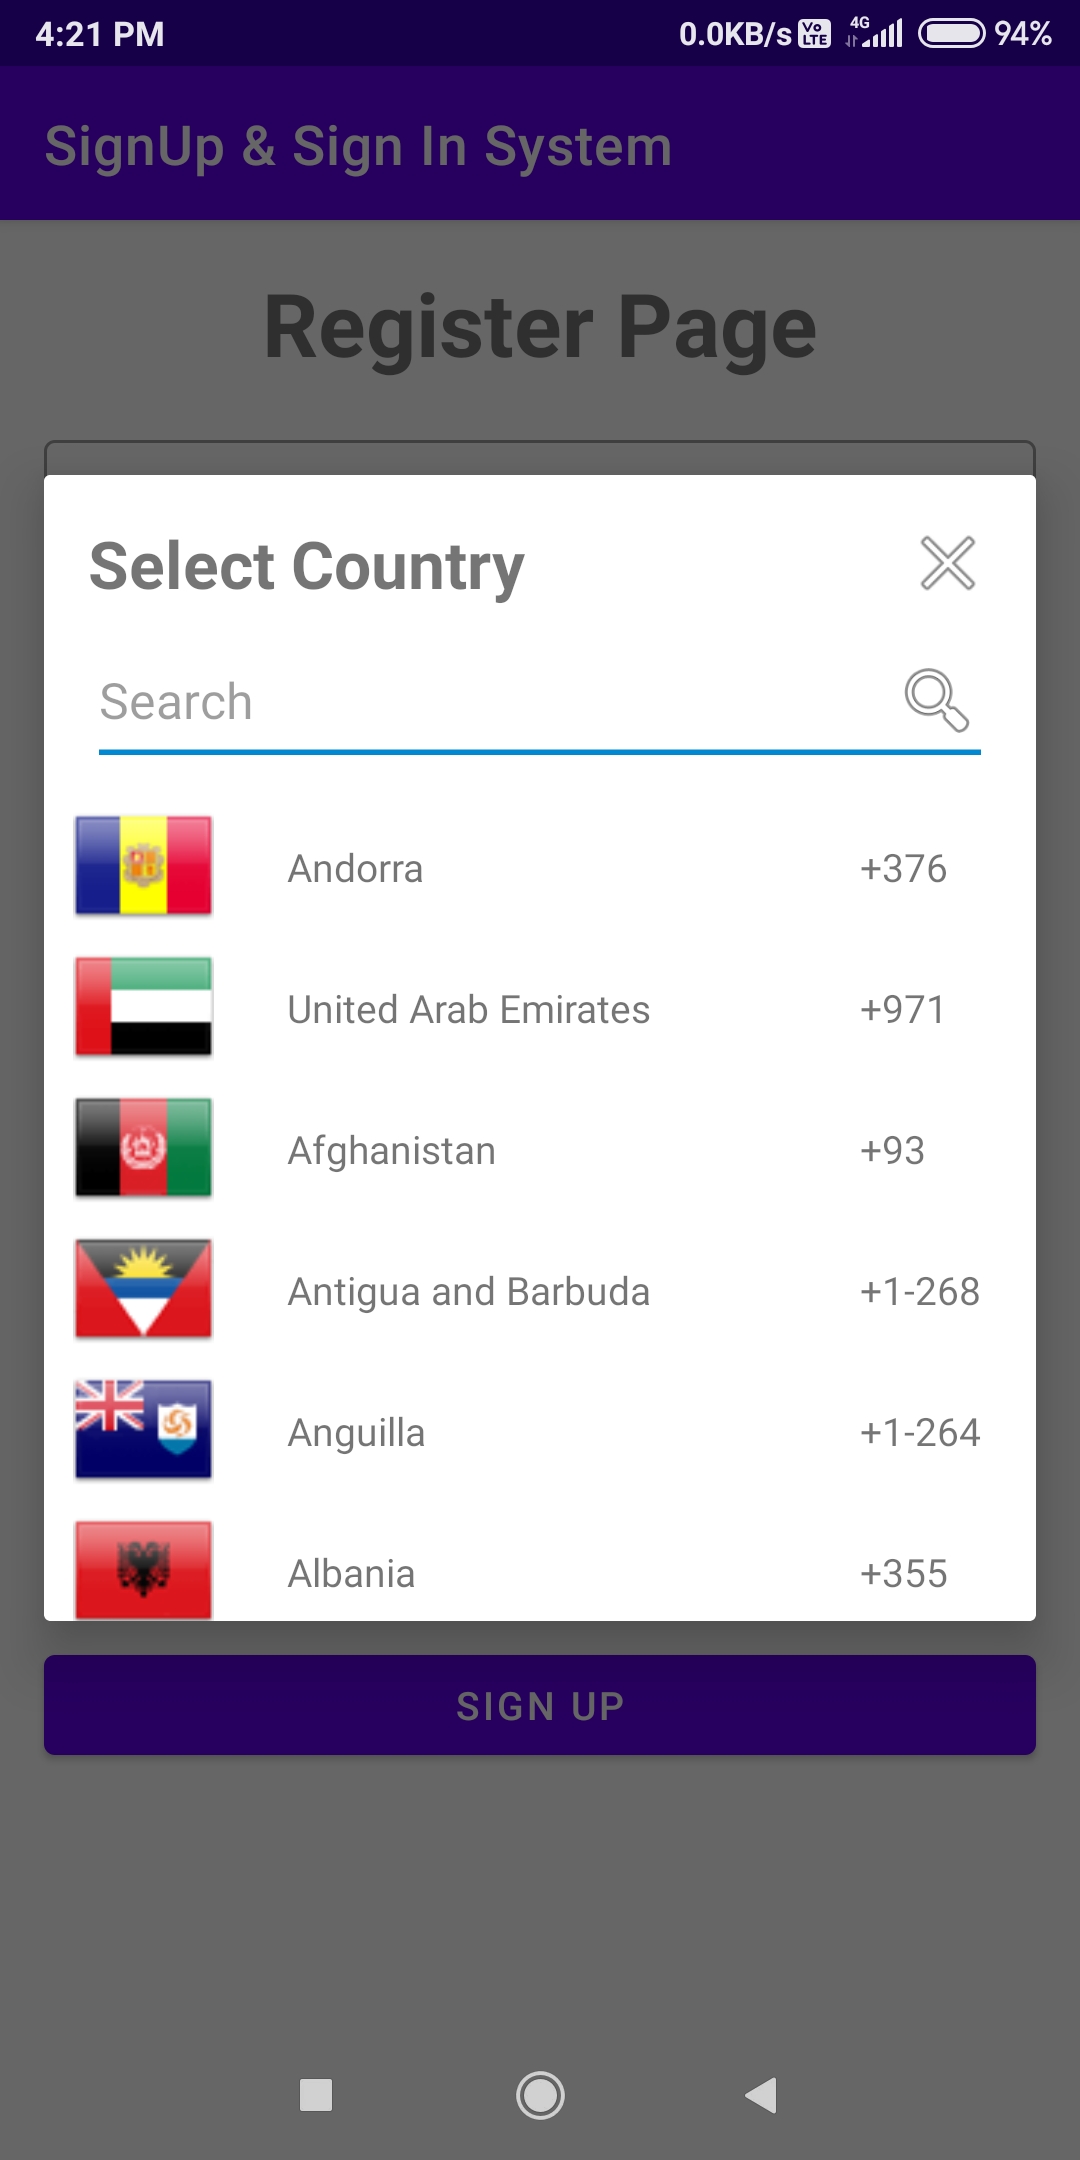 4:21 PM 0.0KB/s Vo LTE 4G 94%
SignUp & Sign In System
Register Page
Select Country
Search
Andorra +376
United Arab Emirates +971
Afghanistan +93
Antigua and Barbuda +1-268
Anguilla +1-264
Albania +355
SIGN UP